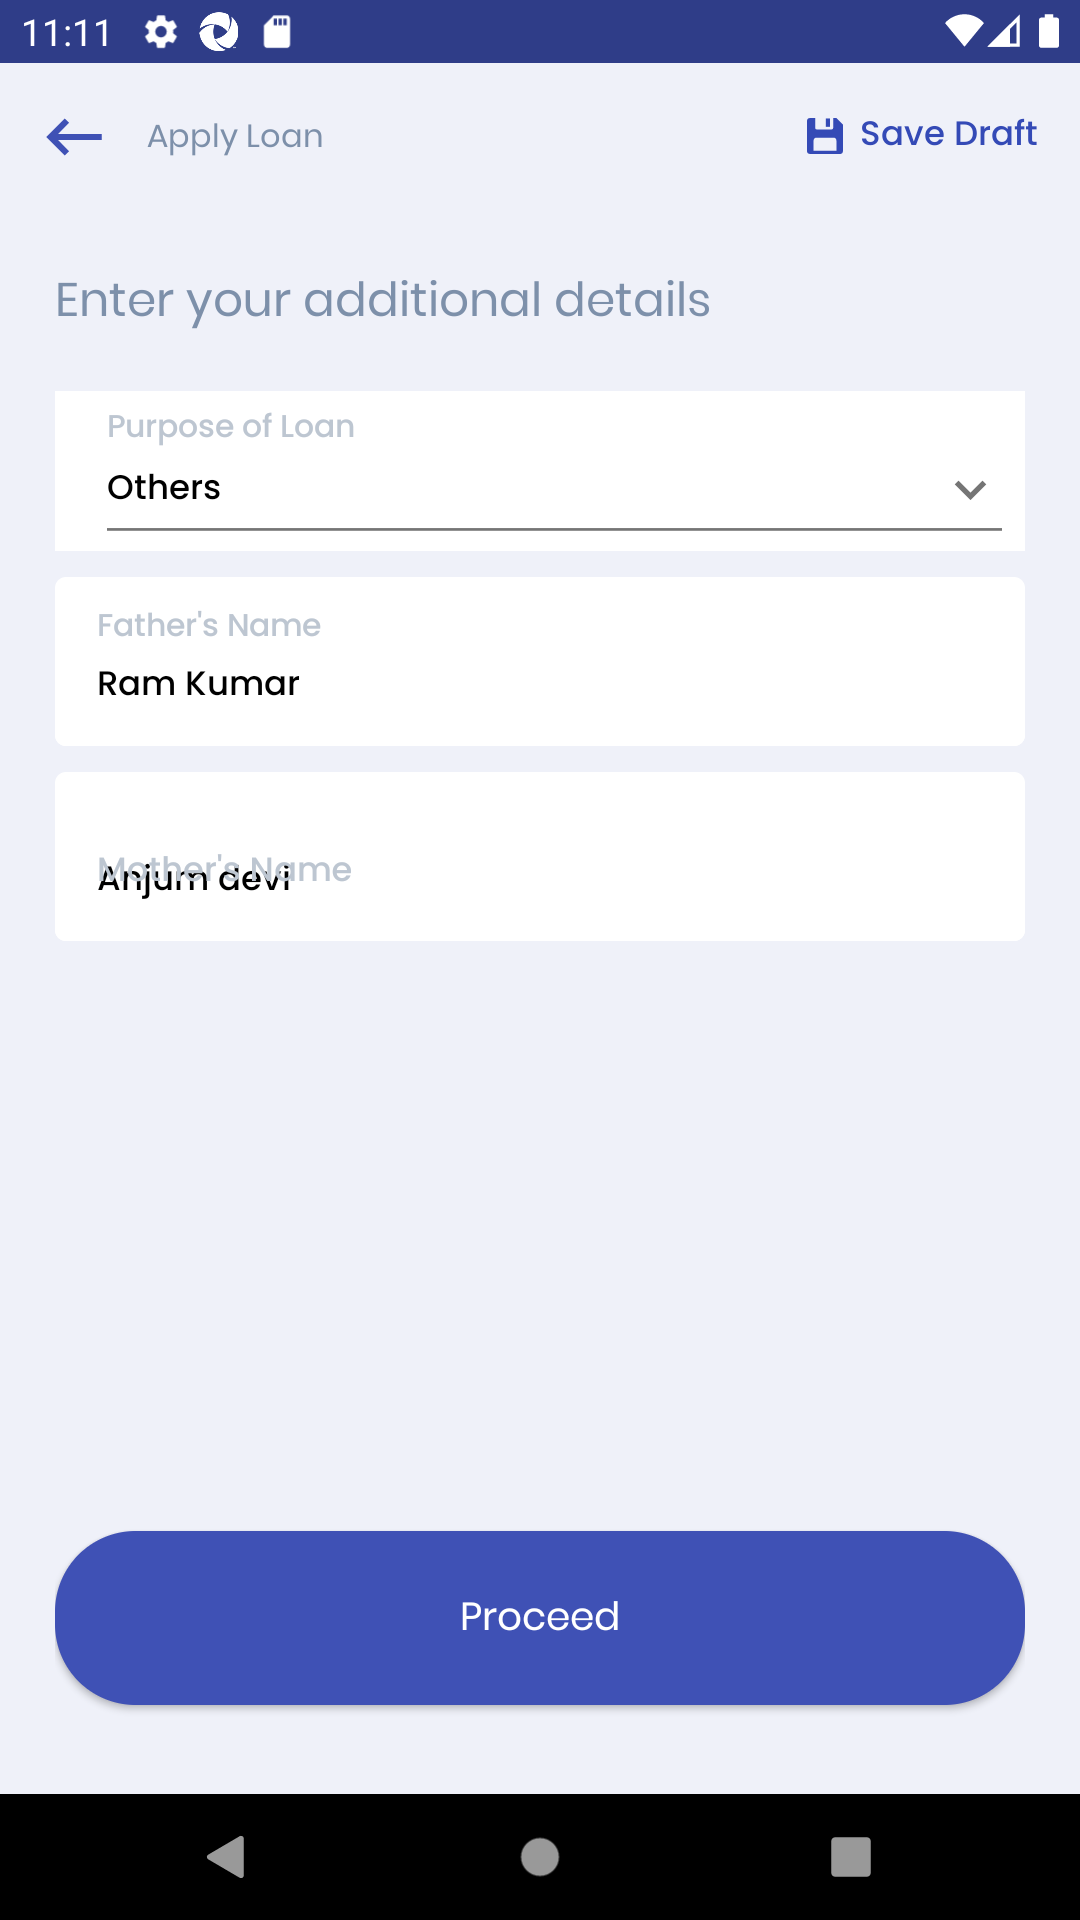 11:11
Apply Loan
Save Draft
Enter your additional details
Purpose of Loan
Others
Father's Name
Ram Kumar
Mother's Name
Anjum devi
Proceed